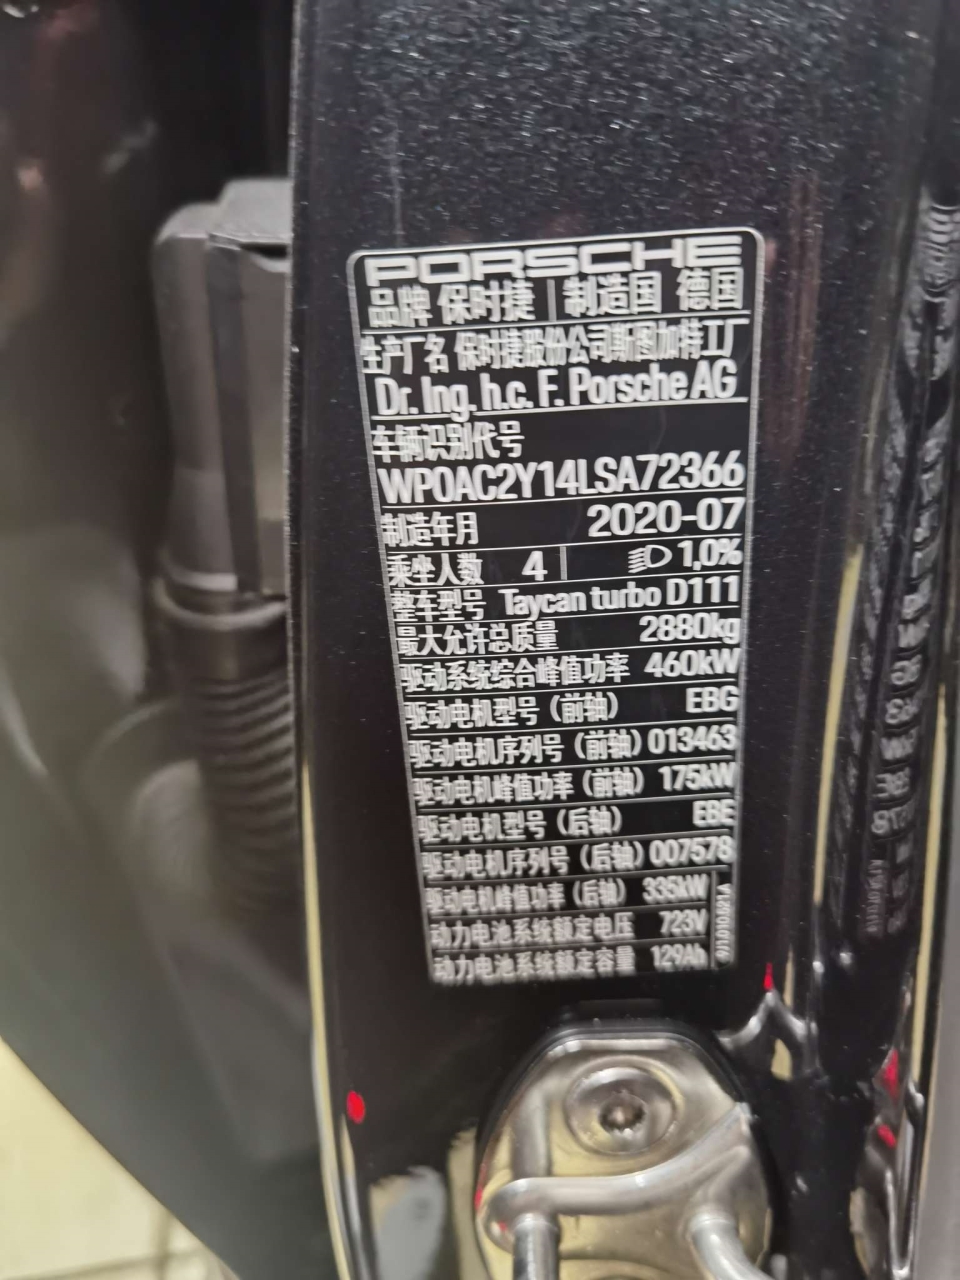 PORSCHE
品牌 保时捷 制造国 德国
生产厂名 保时捷股份公司斯图加特工厂
Dr. Ing. h.c. F. Porsche AG
车辆识别代号
WP0AC2Y14LSA72366
制造年月 2020-07
乘坐人数 4 1,0%
整车型号 Taycan turbo D111
最大允许总质量 2880kg
驱动系统综合峰值功率 460kW
驱动电机型号（前轴） EBG
驱动电机序列号（前轴）013463
驱动电机峰值功率（前轴）175kW
驱动电机型号（后轴） EBE
驱动电机序列号（后轴）007578
驱动电机峰值功率（后轴） 335kW
动力电池系统额定电压 723V
动力电池系统额定容量 129Ah